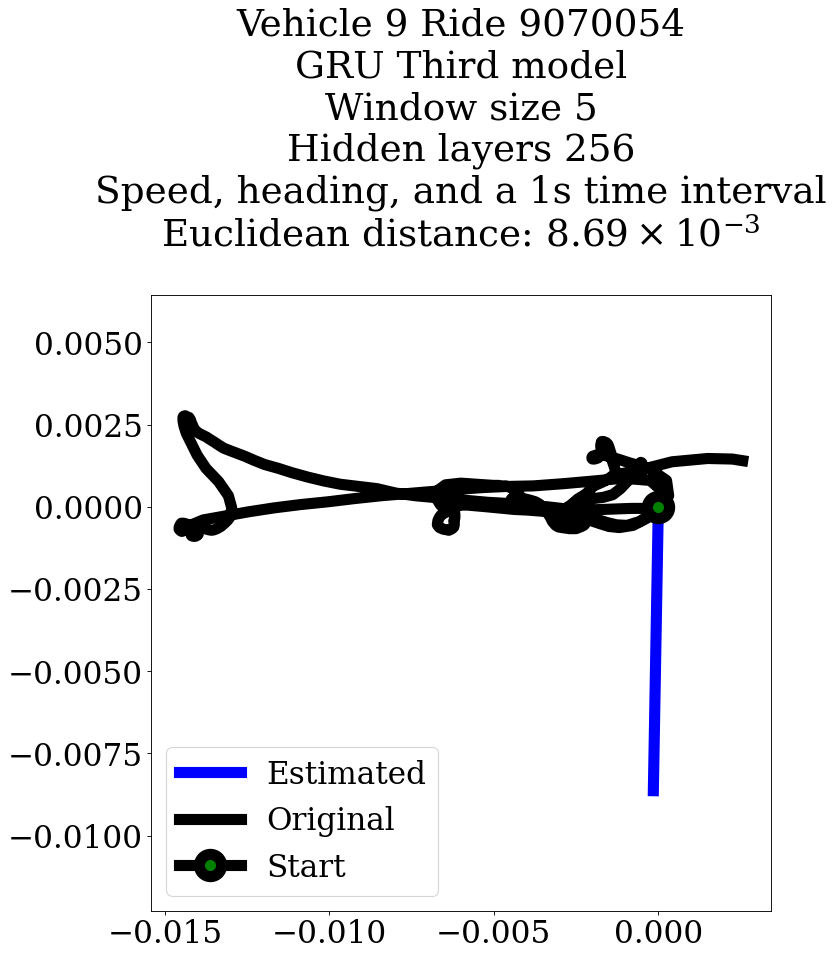 Vehicle 9 Ride 9070054
GRU Third model
Window size 5
Hidden layers 256
Speed, heading, and a 1s time interval
Euclidean distance: 8.69 × 10⁻³
0.0050
0.0025
0.0000
−0.0025
−0.0050
−0.0075
−0.0100
Estimated
Original
Start
−0.015 −0.010 −0.005 0.000